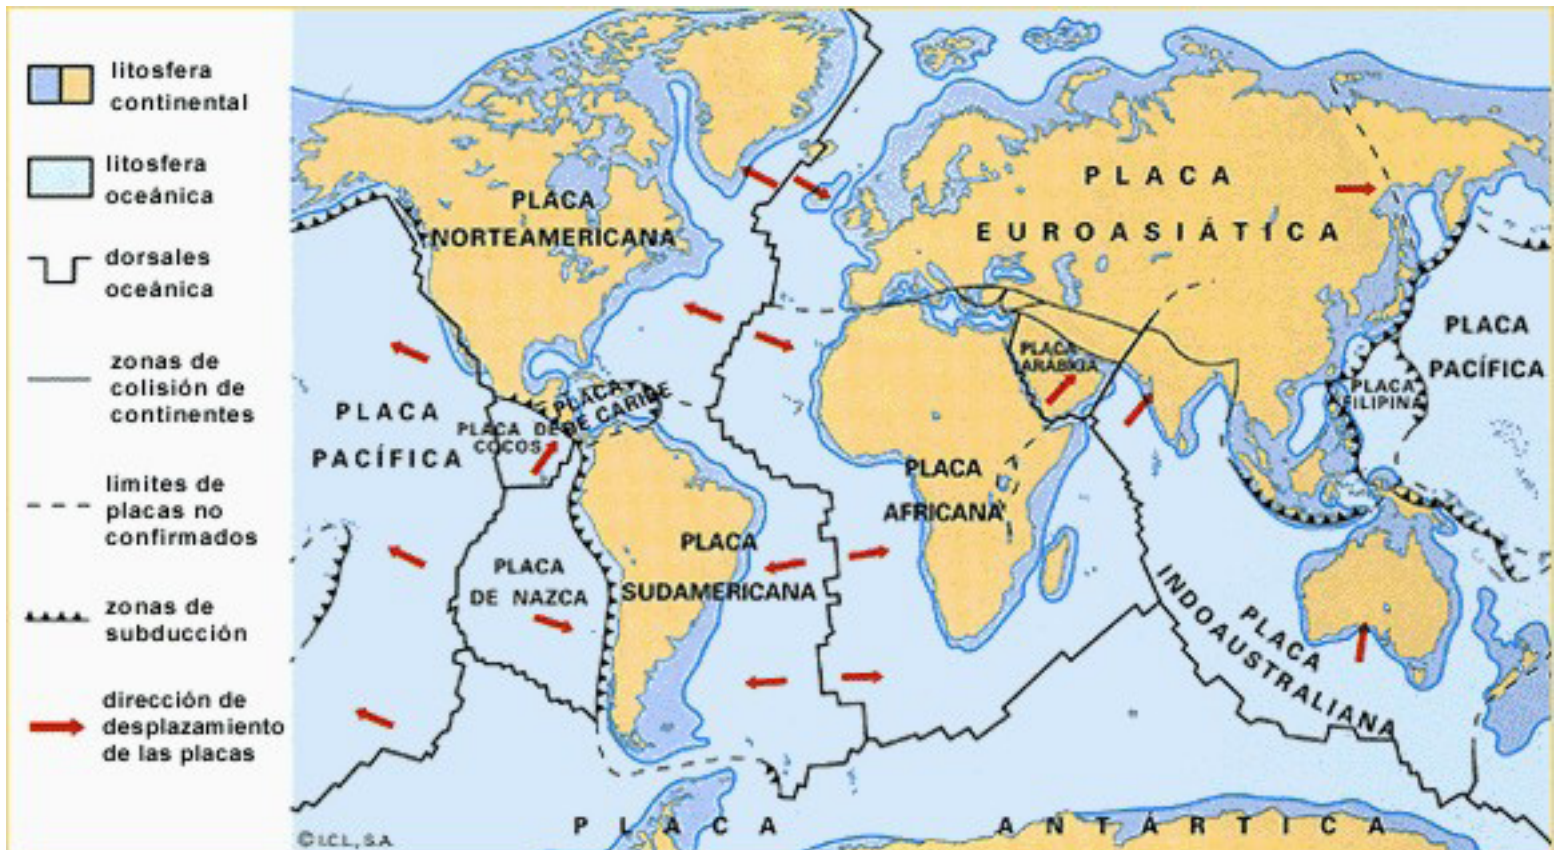 litosfera
continental
litosfera
oceánica
dorsales
oceánica
zonas de
colisión de
continentes
limites de
placas no
confirmados
zonas de
subducción
dirección de
desplazamiento
de las placas
PLACA
NORTEAMERICANA
PLACA
EUROASIÁTICA
PLACA
ARÁBIGA
PLACA
PACÍFICA
PLACA
FILIPINA
PLACA
DE CARIBE
PLACA DE
COCOS
PLACA
PACÍFICA
PLACA
AFRICANA
PLACA
SUDAMERICANA
PLACA
DE NAZCA
PLACA
INDOAUSTRALIANA
PLACA ANTÁRTICA
© I.C.L., S.A.